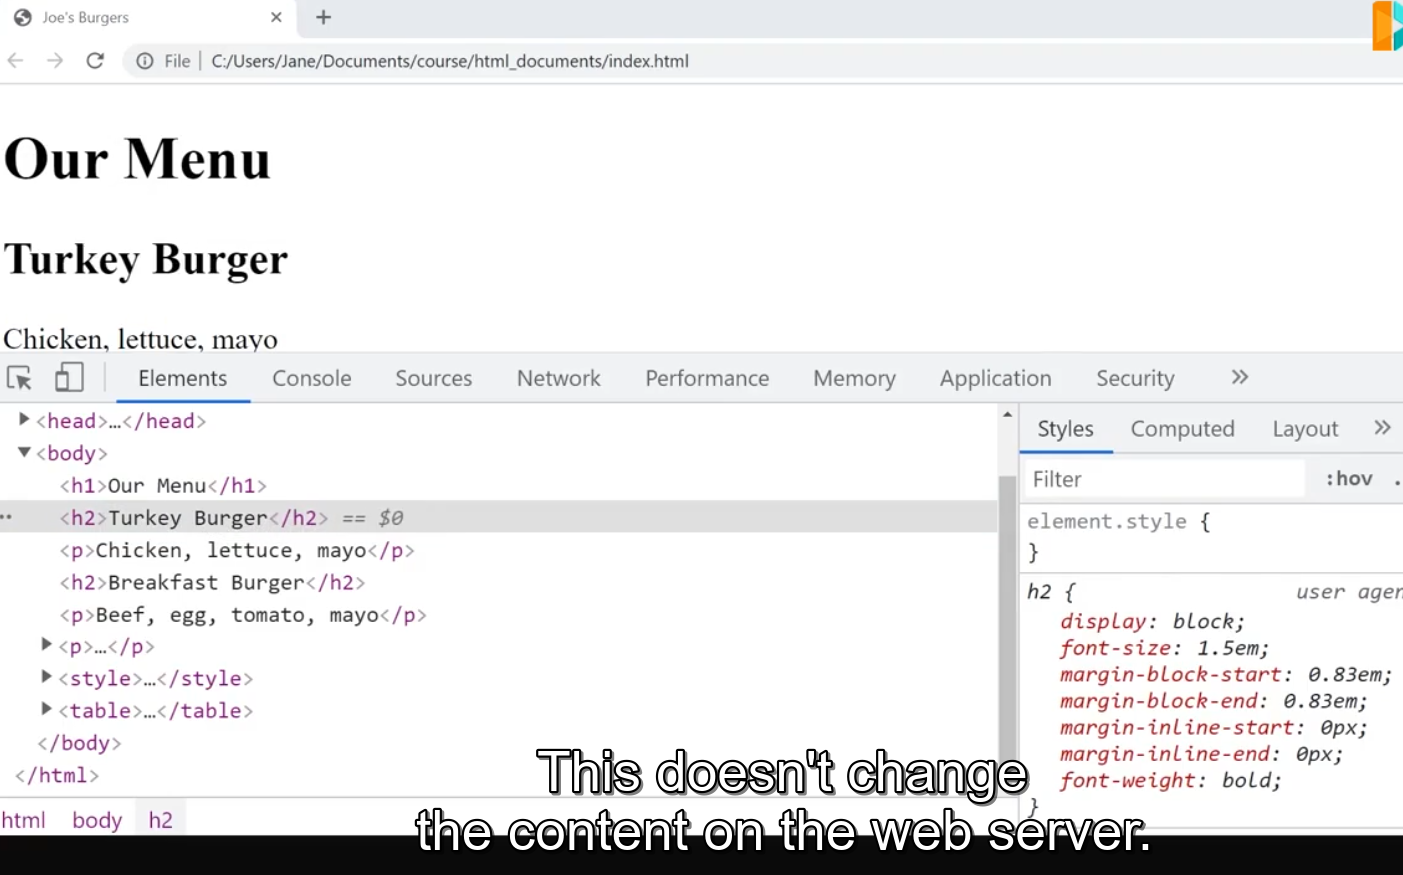 Joe's Burgers
File | C:/Users/Jane/Documents/course/html_documents/index.html
Our Menu
Turkey Burger
Chicken, lettuce, mayo
Elements Console Sources Network Performance Memory Application Security »
<head>…</head>
<body>
<h1>Our Menu</h1>
<h2>Turkey Burger</h2> == $0
<p>Chicken, lettuce, mayo</p>
<h2>Breakfast Burger</h2>
<p>Beef, egg, tomato, mayo</p>
<p>…</p>
<style>…</style>
<table>…</table>
</body>
</html>
html body h2
Styles Computed Layout »
Filter :hov .
element.style {
}
h2 { user agen
display: block;
font-size: 1.5em;
margin-block-start: 0.83em;
margin-block-end: 0.83em;
margin-inline-start: 0px;
margin-inline-end: 0px;
font-weight: bold;
}
This doesn't change
the content on the web server.